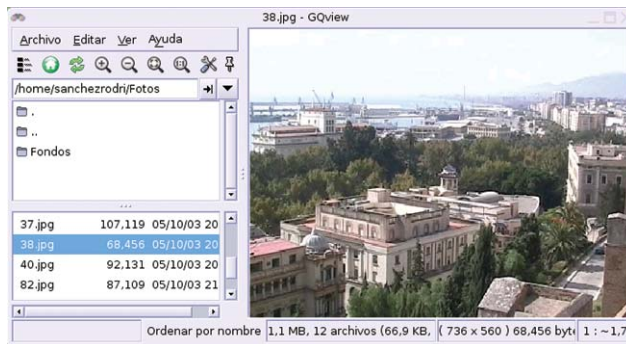 38.jpg - GQview
Archivo Editar Ver Ayuda
/home/sanchezrodri/Fotos
.
..
Fondos
37.jpg 107,119 05/10/03 20
38.jpg 68,456 05/10/03 20
40.jpg 92,131 05/10/03 20
82.jpg 87,109 05/10/03 21
Ordenar por nombre 1,1 MB, 12 archivos (66,9 KB, ( 736 x 560 ) 68,456 byte 1 : ~1,7